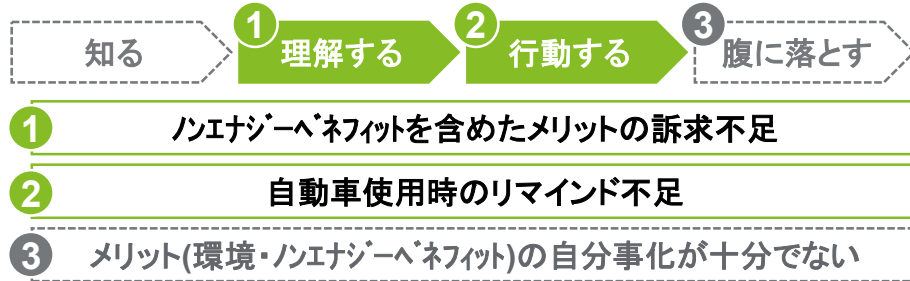 知る ① 理解する ② 行動する ③ 腹に落とす
① ノンエナジーベネフィットを含めたメリットの訴求不足
② 自動車使用時のリマインド不足
③ メリット(環境・ノンエナジーベネフィット)の自分事化が十分でない